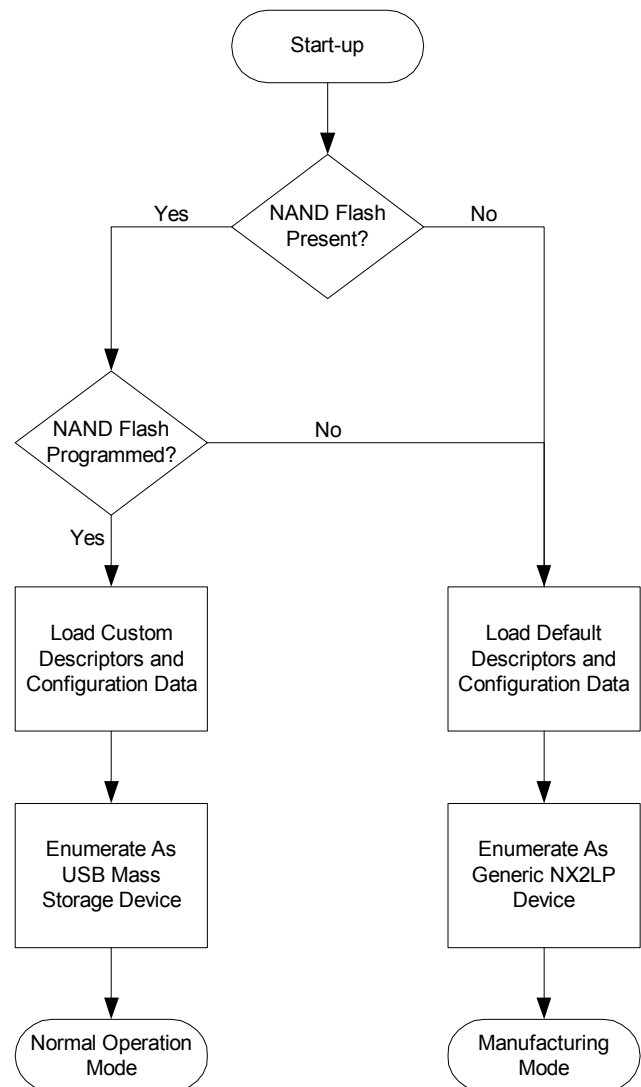 Start-up
Yes
NAND Flash
Present?
No
NAND Flash
Programmed?
No
Yes
Load Custom
Descriptors and
Configuration Data
Load Default
Descriptors and
Configuration Data
Enumerate As
USB Mass
Storage Device
Enumerate As
Generic NX2LP
Device
Normal Operation
Mode
Manufacturing
Mode